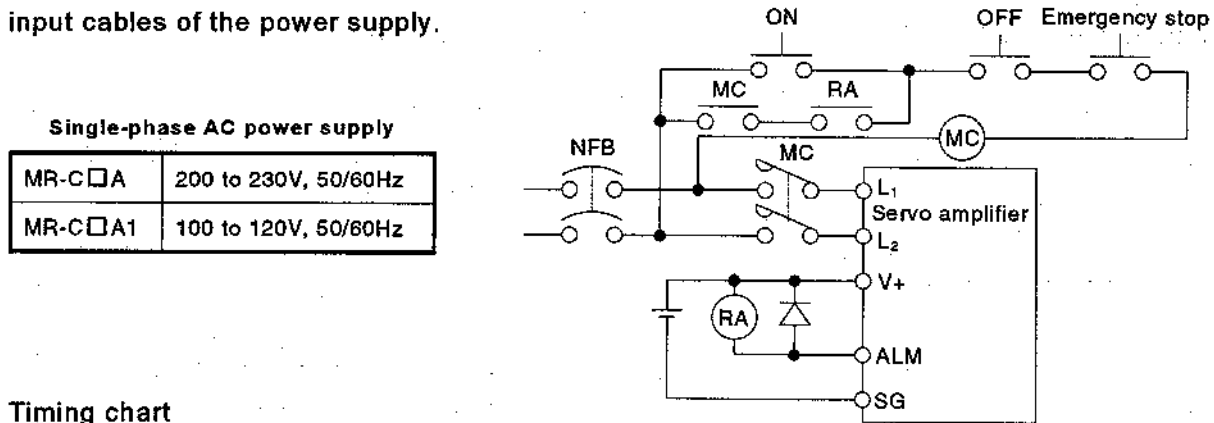 input cables of the power supply.
Single-phase AC power supply
MR-C□A 200 to 230V, 50/60Hz
MR-C□A1 100 to 120V, 50/60Hz
ON
OFF Emergency stop
MC RA
MC
NFB
MC
L1
Servo amplifier
L2
V+
RA
ALM
SG
Timing chart